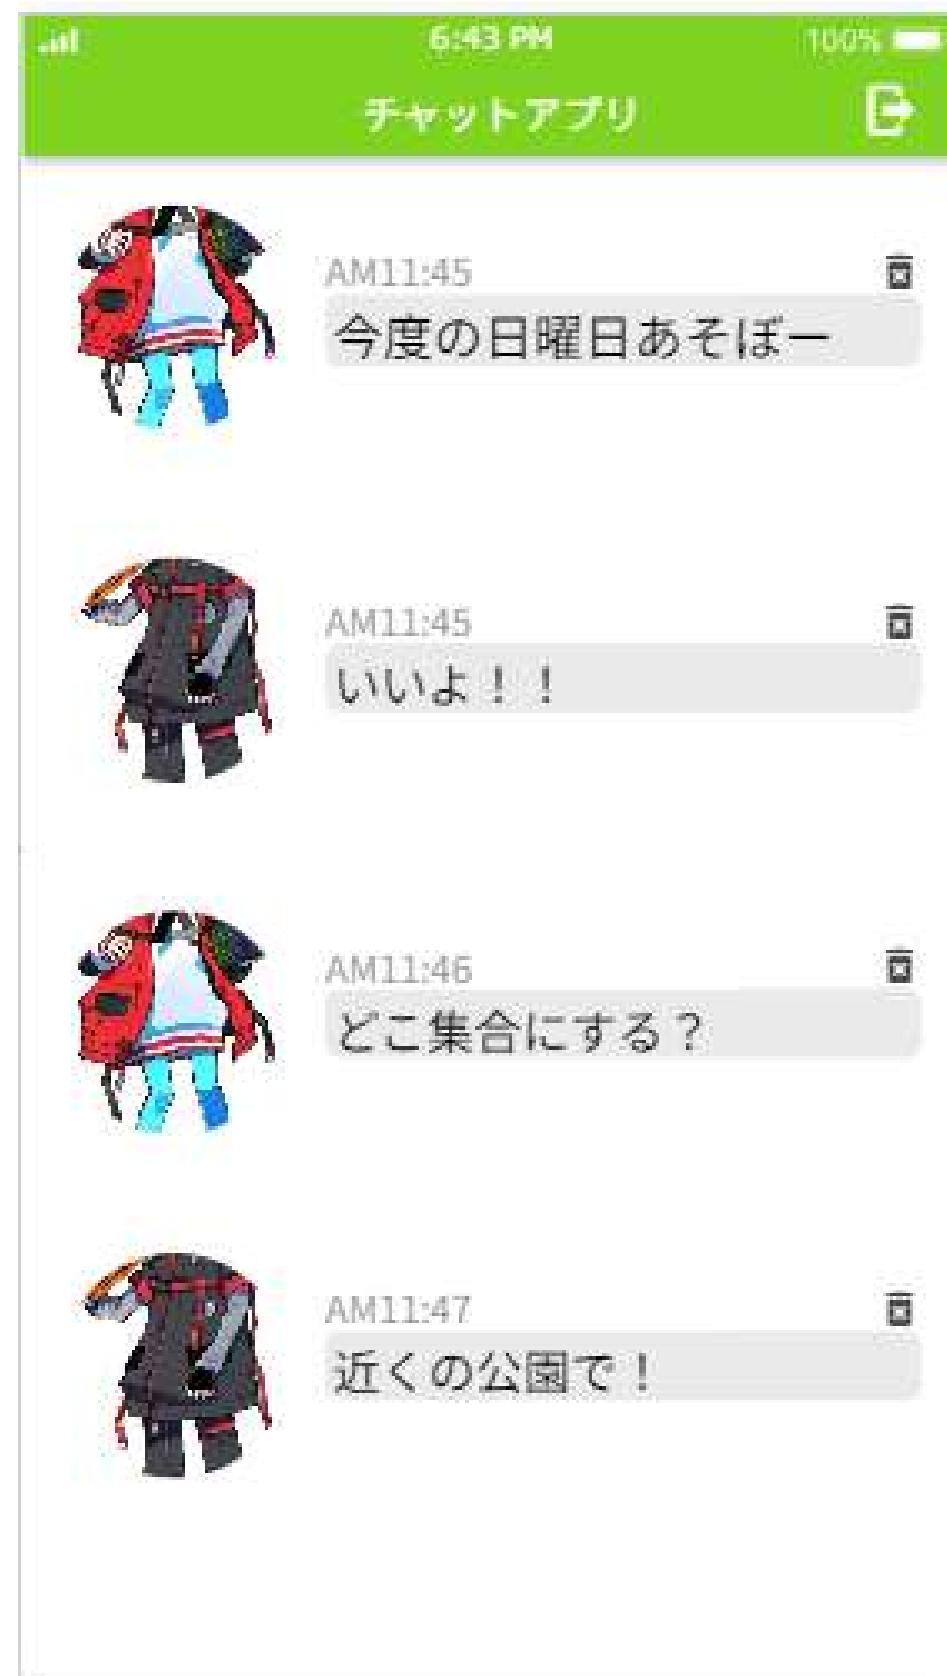 6:43 PM 100%
チャットアプリ
AM11:45
今度の日曜日あそぼー
AM11:45
いいよ！！
AM11:46
どこ集合にする？
AM11:47
近くの公園で！